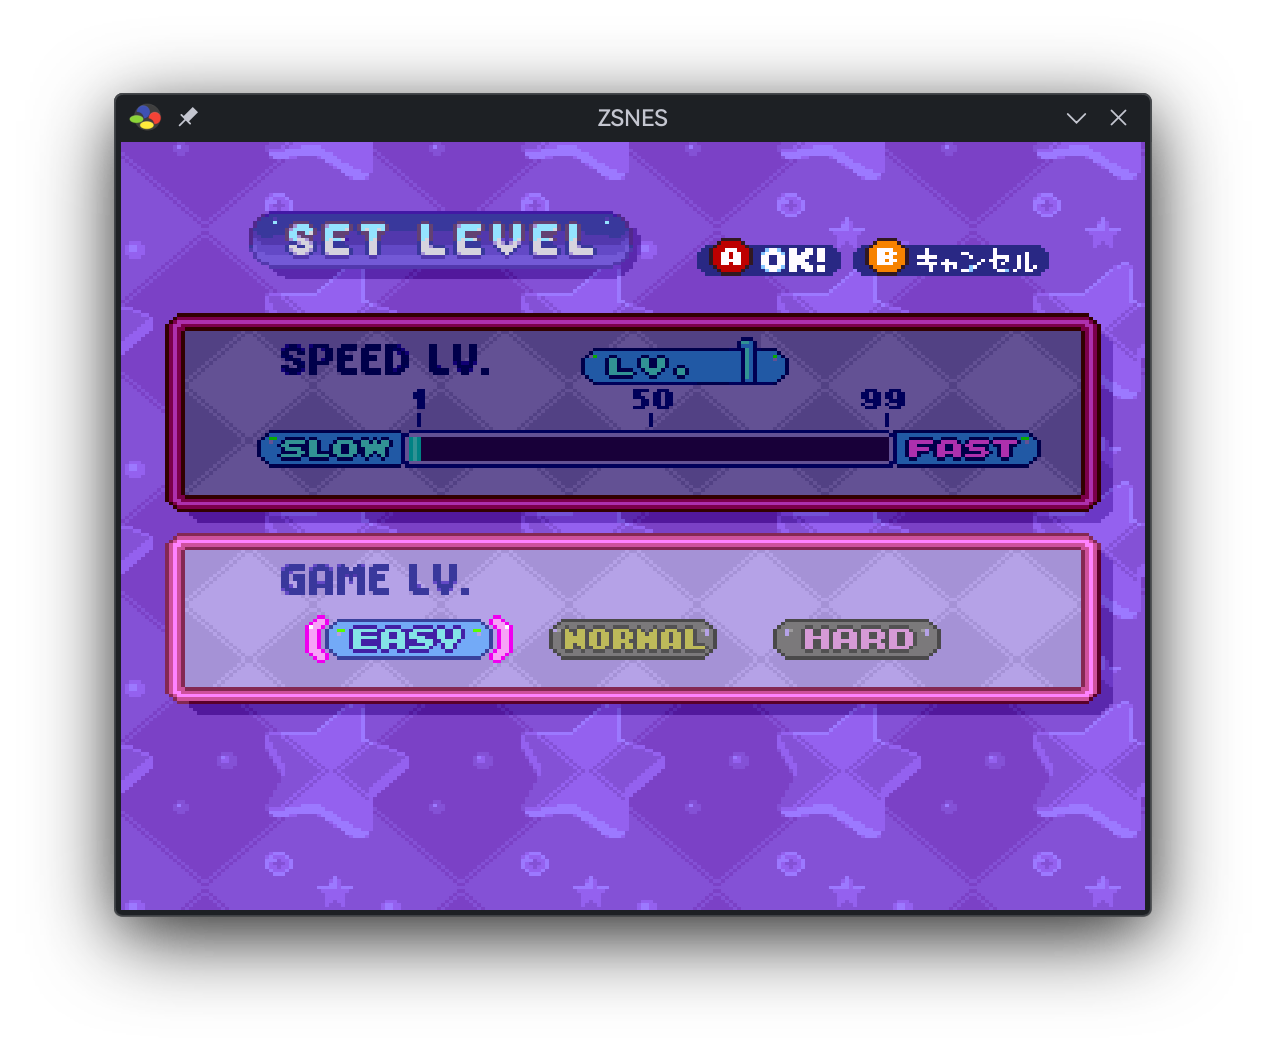 ZSNES
SET LEVEL
A OK! B キャンセル
SPEED LV.
LV. 1
1 50 99
SLOW FAST
GAME LV.
EASY NORMAL HARD